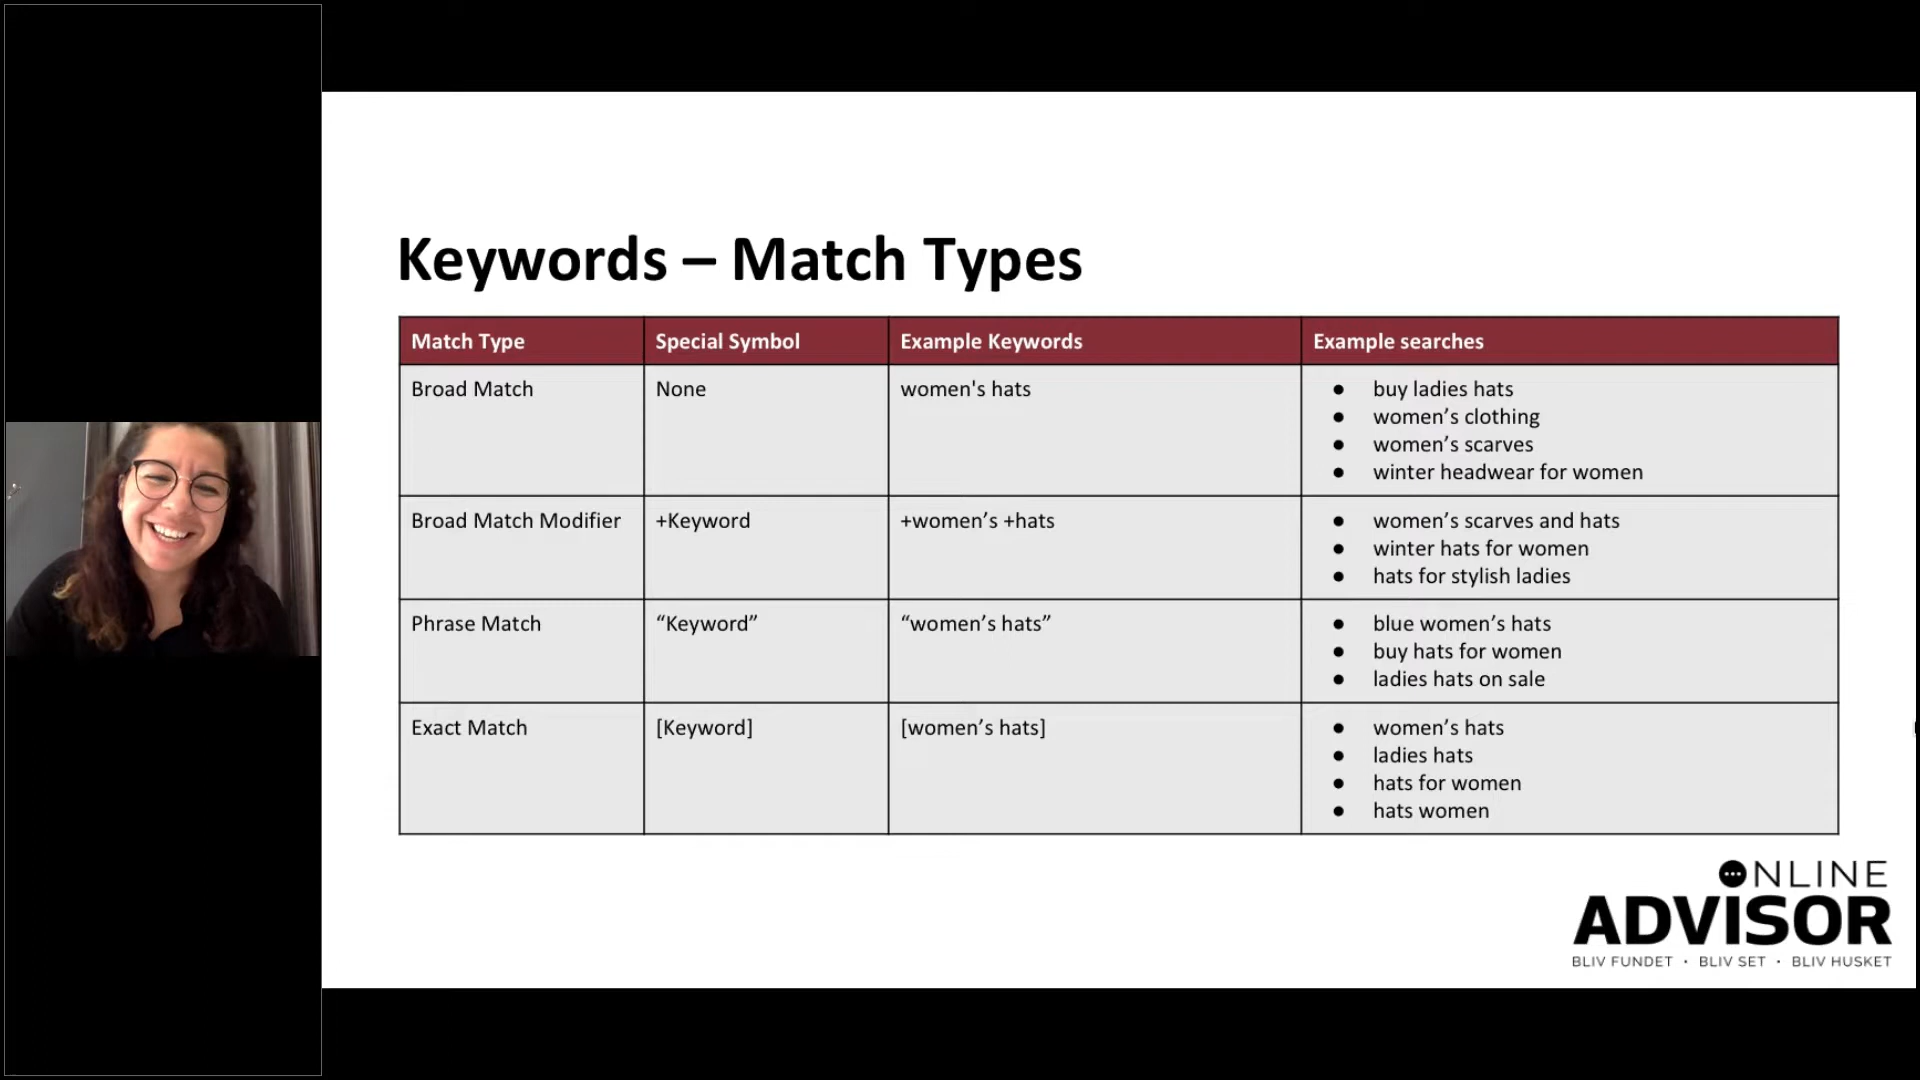 Keywords – Match Types
Match Type
Special Symbol
Example Keywords
Example searches
Broad Match
None
women's hats
● buy ladies hats
● women’s clothing
● women’s scarves
● winter headwear for women
Broad Match Modifier
+Keyword
+women’s +hats
● women’s scarves and hats
● winter hats for women
● hats for stylish ladies
Phrase Match
“Keyword”
“women’s hats”
● blue women’s hats
● buy hats for women
● ladies hats on sale
Exact Match
[Keyword]
[women’s hats]
● women’s hats
● ladies hats
● hats for women
● hats women
ONLINE
ADVISOR
BLIV FUNDET · BLIV SET · BLIV HUSKET